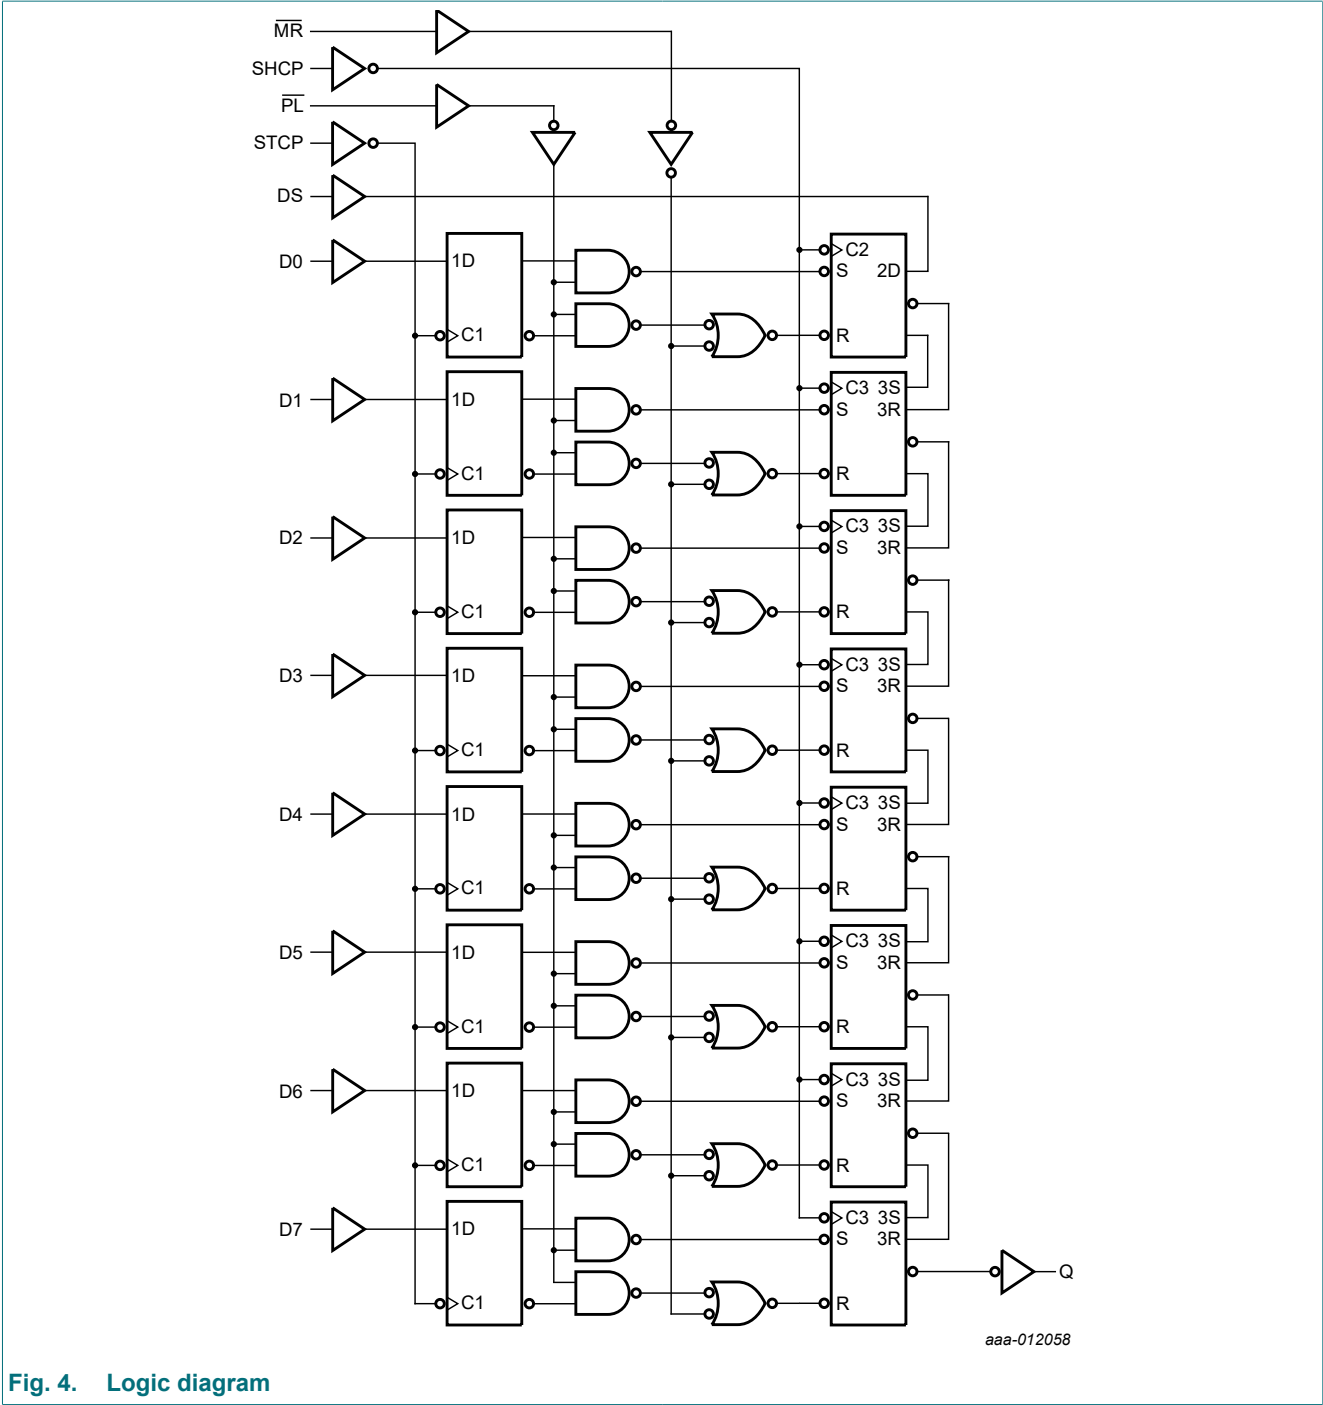 M̅R̅
SHCP
P̅L̅
STCP
DS
D0 1D C2
S 2D
C1 R
D1 1D C3 3S
S 3R
C1 R
D2 1D C3 3S
S 3R
C1 R
D3 1D C3 3S
S 3R
C1 R
D4 1D C3 3S
S 3R
C1 R
D5 1D C3 3S
S 3R
C1 R
D6 1D C3 3S
S 3R
C1 R
D7 1D C3 3S
S 3R
Q
C1 R
aaa-012058
Fig. 4. Logic diagram